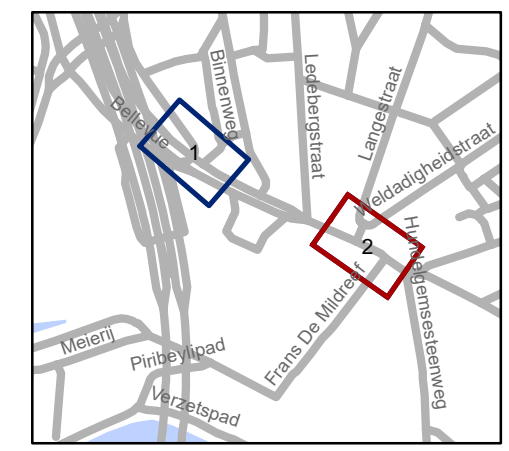 Bellevue
Binnenweg
Ledebergstraat
Langestraat
Weldadigheidstraat
1
2
Hundelgemsesteenweg
Frans De Mildreef
Meierij
Piribeylipad
Verzetspad